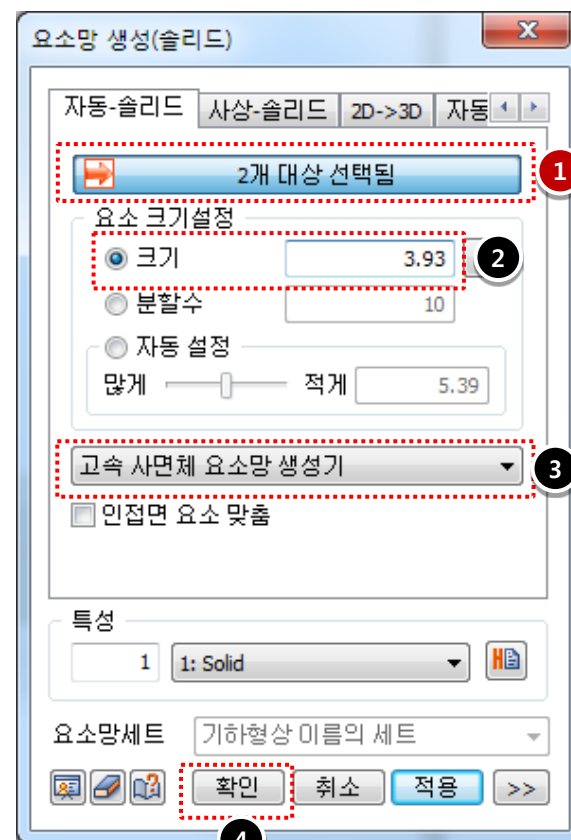 요소망 생성(솔리드)
자동-솔리드 사상-솔리드 2D->3D 자동
2개 대상 선택됨 1
요소 크기설정
크기 3.93 2
분할수 10
자동 설정
많게 적게 5.39
고속 사면체 요소망 생성기 3
인접면 요소 맞춤
특성
1 1: Solid
요소망세트 기하형상 이름의 세트
확인 취소 적용 >>
4